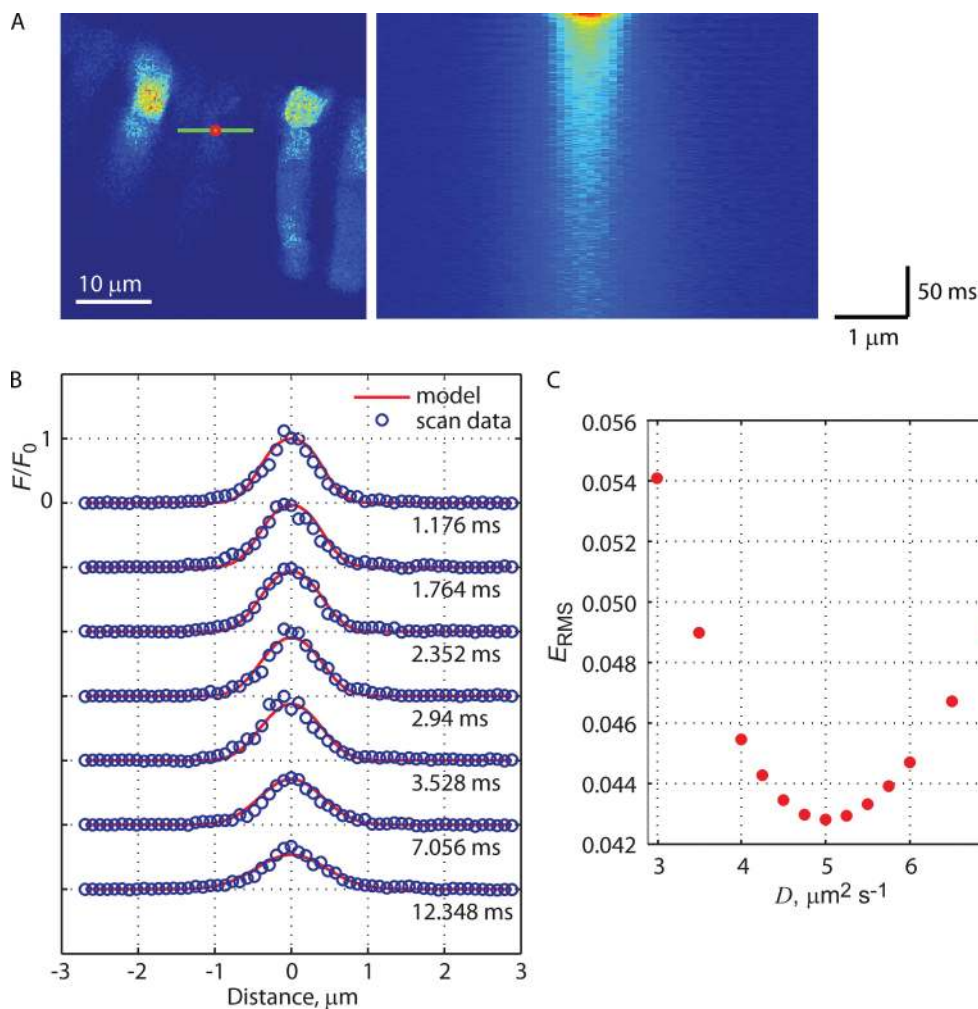 A
10 μm
50 ms
1 μm
B
model
scan data
F/F0
1
0
1.176 ms
1.764 ms
2.352 ms
2.94 ms
3.528 ms
7.056 ms
12.348 ms
-3 -2 -1 0 1 2 3
Distance, μm
C
0.056
0.054
0.052
0.050
0.048
0.046
0.044
0.042
ERMS
3 4 5 6
D, μm² s⁻¹